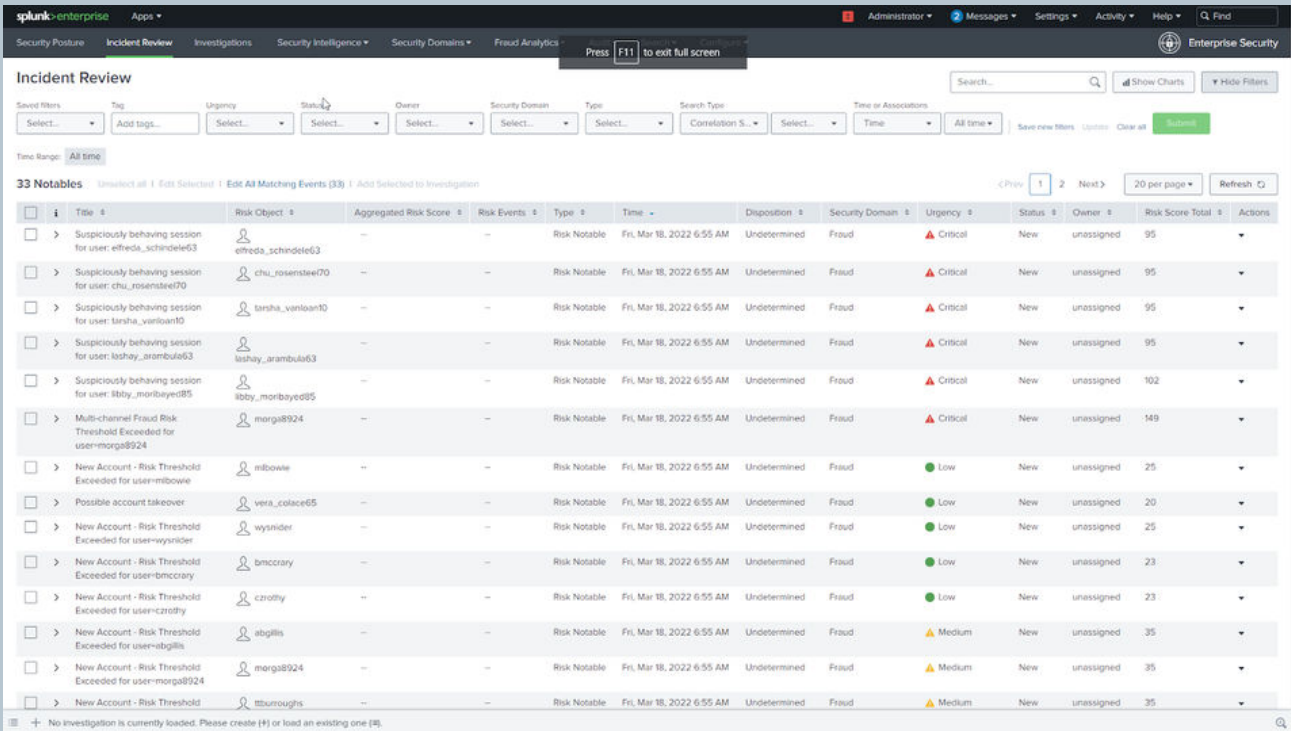 splunk>enterprise Apps Administrator 2 Messages Settings Activity Help Find
Security Posture Incident Review Investigations Security Intelligence Security Domains Fraud Analytics Enterprise Security
Press F11 to exit full screen
Incident Review Search... Show Charts Hide Filters
Saved filters Tag Urgency Status Owner Security Domain Type Search Type Time or Associations
Select... Add tags... Select... Select... Select... Select... Select... Correlation S... Select... Time All time Save new filters Update Clear all Submit
Time Range: All time
33 Notables Unselect all | Edit Selected | Edit All Matching Events (33) | Add Selected to Investigation < Prev 1 2 Next > 20 per page Refresh
i Title Risk Object Aggregated Risk Score Risk Events Type Time Disposition Security Domain Urgency Status Owner Risk Score Total Actions
Suspiciously behaving session for user: elfreda_schindele63 elfreda_schindele63 -- -- Risk Notable Fri, Mar 18, 2022 6:55 AM Undetermined Fraud Critical New unassigned 95
Suspiciously behaving session for user: chu_rosensteel70 chu_rosensteel70 -- -- Risk Notable Fri, Mar 18, 2022 6:55 AM Undetermined Fraud Critical New unassigned 95
Suspiciously behaving session for user: tarsha_vanloan10 tarsha_vanloan10 -- -- Risk Notable Fri, Mar 18, 2022 6:55 AM Undetermined Fraud Critical New unassigned 95
Suspiciously behaving session for user: lashay_arambula63 lashay_arambula63 -- -- Risk Notable Fri, Mar 18, 2022 6:55 AM Undetermined Fraud Critical New unassigned 95
Suspiciously behaving session for user: libby_moribayed85 libby_moribayed85 -- -- Risk Notable Fri, Mar 18, 2022 6:55 AM Undetermined Fraud Critical New unassigned 102
Multi-channel Fraud Risk Threshold Exceeded for user=morga8924 morga8924 -- -- Risk Notable Fri, Mar 18, 2022 6:55 AM Undetermined Fraud Critical New unassigned 149
New Account - Risk Threshold Exceeded for user=mlbowie mlbowie -- -- Risk Notable Fri, Mar 18, 2022 6:55 AM Undetermined Fraud Low New unassigned 25
Possible account takeover vera_colace65 -- -- Risk Notable Fri, Mar 18, 2022 6:55 AM Undetermined Fraud Low New unassigned 20
New Account - Risk Threshold Exceeded for user=wysnider wysnider -- -- Risk Notable Fri, Mar 18, 2022 6:55 AM Undetermined Fraud Low New unassigned 25
New Account - Risk Threshold Exceeded for user=bmccrary bmccrary -- -- Risk Notable Fri, Mar 18, 2022 6:55 AM Undetermined Fraud Low New unassigned 23
New Account - Risk Threshold Exceeded for user=czrothy czrothy -- -- Risk Notable Fri, Mar 18, 2022 6:55 AM Undetermined Fraud Low New unassigned 23
New Account - Risk Threshold Exceeded for user=abgillis abgillis -- -- Risk Notable Fri, Mar 18, 2022 6:55 AM Undetermined Fraud Medium New unassigned 35
New Account - Risk Threshold Exceeded for user=morga8924 morga8924 -- -- Risk Notable Fri, Mar 18, 2022 6:55 AM Undetermined Fraud Medium New unassigned 35
New Account - Risk Threshold ttburroughs -- -- Risk Notable Fri, Mar 18, 2022 6:55 AM Undetermined Fraud Medium New unassigned 35
No investigation is currently loaded. Please create (+) or load an existing one (≡).